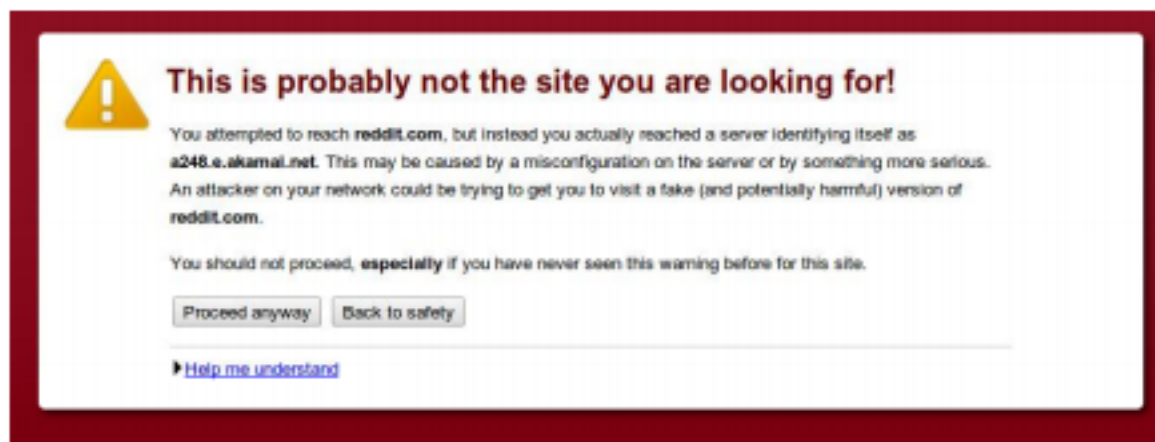 This is probably not the site you are looking for!
You attempted to reach reddit.com, but instead you actually reached a server identifying itself as
a248.e.akamai.net. This may be caused by a misconfiguration on the server or by something more serious.
An attacker on your network could be trying to get you to visit a fake (and potentially harmful) version of
reddit.com.
You should not proceed, especially if you have never seen this warning before for this site.
Proceed anyway Back to safety
Help me understand